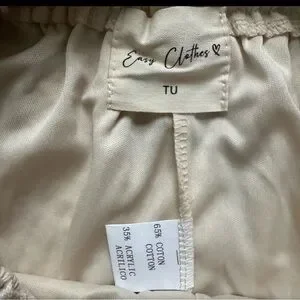 Easy Clothes♡
TU
65% COTON
COTTON
35% ACRYLIC
ACRILICO